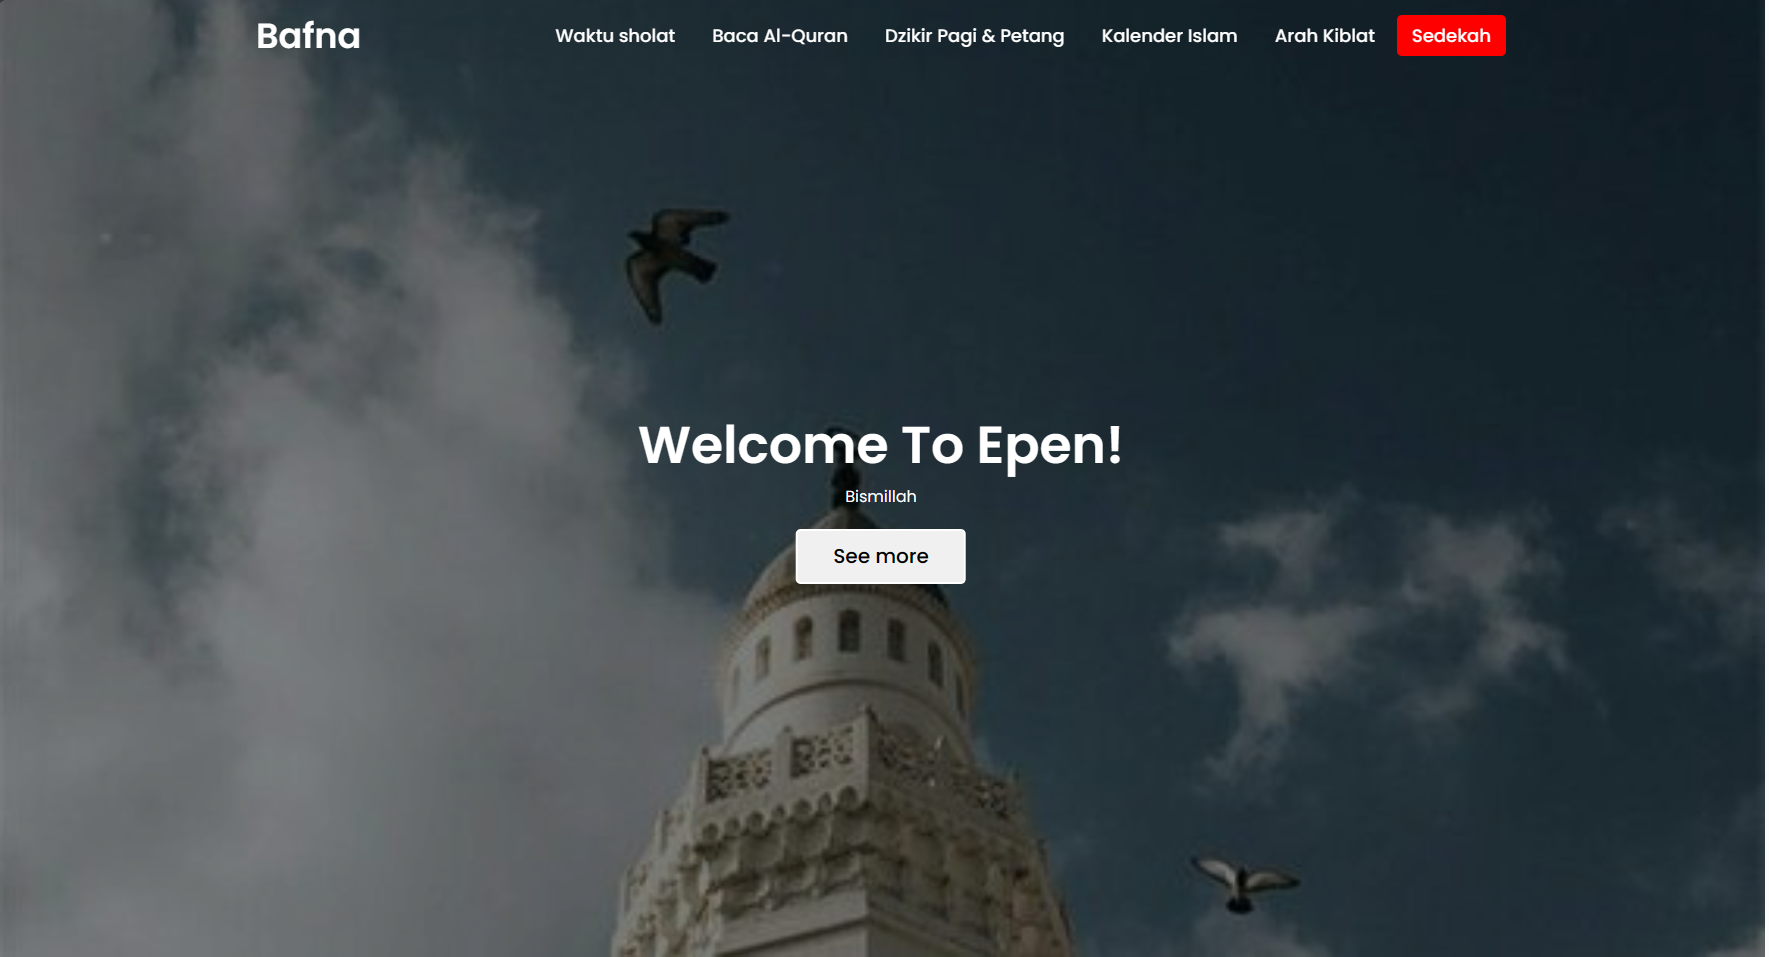 Bafna
Waktu sholat
Baca Al-Quran
Dzikir Pagi & Petang
Kalender Islam
Arah Kiblat
Sedekah
Welcome To Epen!
Bismillah
See more